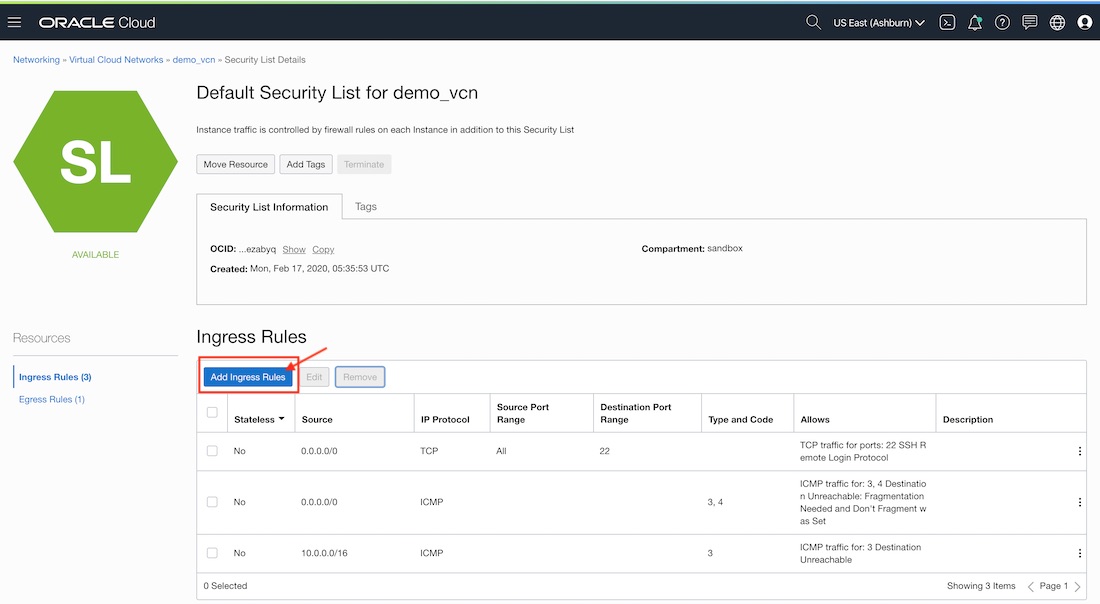 ORACLE Cloud
US East (Ashburn)
Networking » Virtual Cloud Networks » demo_vcn » Security List Details
SL
AVAILABLE
Default Security List for demo_vcn
Instance traffic is controlled by firewall rules on each Instance in addition to this Security List
Move Resource Add Tags Terminate
Security List Information Tags
OCID: ...ezabyq Show Copy
Compartment: sandbox
Created: Mon, Feb 17, 2020, 05:35:53 UTC
Resources
Ingress Rules (3)
Egress Rules (1)
Ingress Rules
Add Ingress Rules Edit Remove
Stateless Source IP Protocol Source Port Range Destination Port Range Type and Code Allows Description
No 0.0.0.0/0 TCP All 22 TCP traffic for ports: 22 SSH R
emote Login Protocol
No 0.0.0.0/0 ICMP 3, 4 ICMP traffic for: 3, 4 Destinatio
n Unreachable: Fragmentation
Needed and Don't Fragment w
as Set
No 10.0.0.0/16 ICMP 3 ICMP traffic for: 3 Destination
Unreachable
0 Selected
Showing 3 Items Page 1